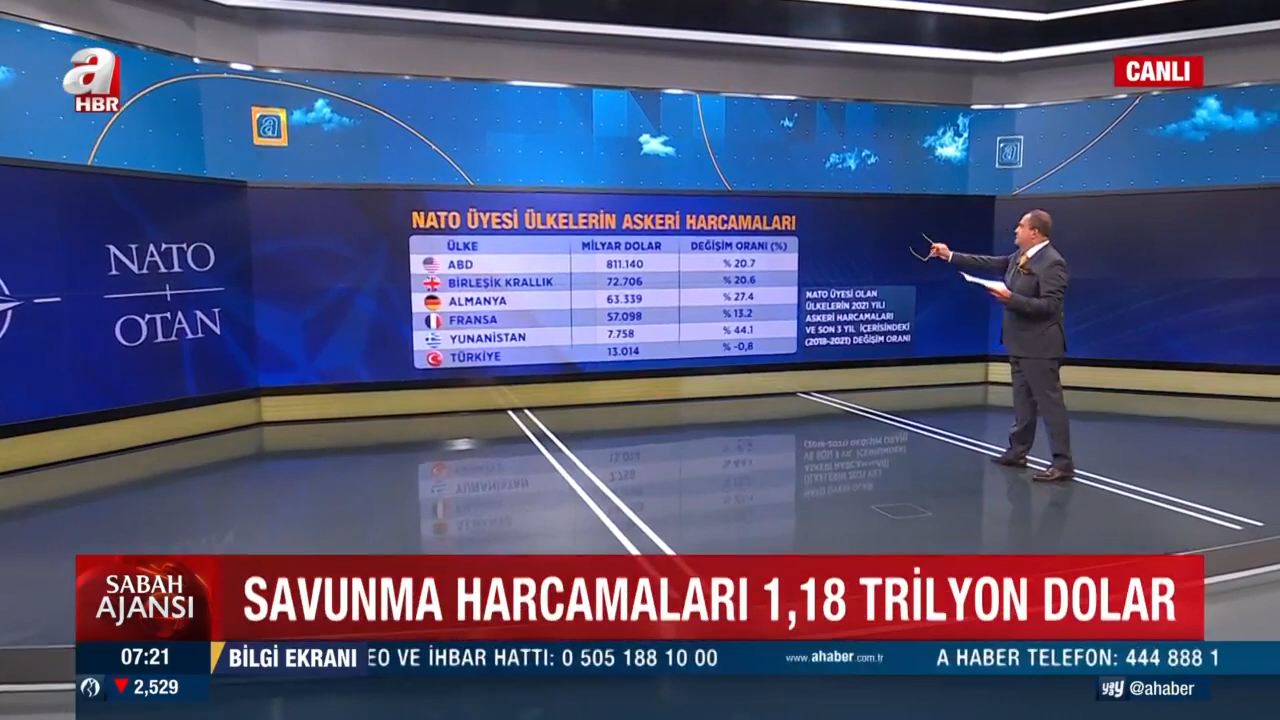 a
HBR
CANLI
NATO
OTAN
NATO ÜYESİ ÜLKELERİN ASKERİ HARCAMALARI
ÜLKE MİLYAR DOLAR DEĞİŞİM ORANI (%)
ABD 811.140 % 20.7
BİRLEŞİK KRALLIK 72.706 % 20.6
ALMANYA 63.339 % 27.4
FRANSA 57.098 % 13.2
YUNANİSTAN 7.758 % 44.1
TÜRKİYE 13.014 % -0,8
NATO ÜYESİ OLAN
ÜLKELERİN 2021 YILI
ASKERİ HARCAMALARI
VE SON 3 YIL İÇERİSİNDEKİ
(2018-2021) DEĞİŞİM ORANI
SABAH
AJANSI
SAVUNMA HARCAMALARI 1,18 TRİLYON DOLAR
07:21 BİLGİ EKRANI EO VE İHBAR HATTI: 0 505 188 10 00 www.ahaber.com.tr A HABER TELEFON: 444 888 1
2,529
yay @ahaber